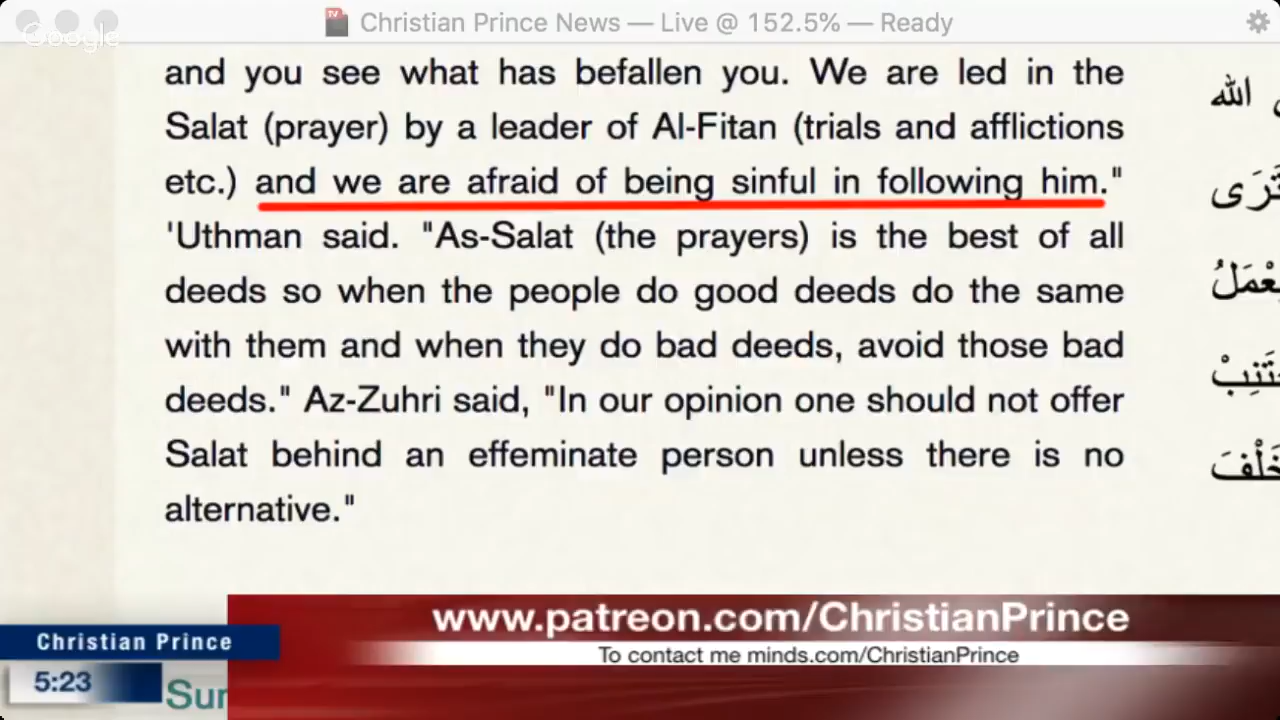 Christian Prince News — Live @ 152.5% — Ready
Google
and you see what has befallen you. We are led in the
Salat (prayer) by a leader of Al-Fitan (trials and afflictions
etc.) and we are afraid of being sinful in following him."
'Uthman said. "As-Salat (the prayers) is the best of all
deeds so when the people do good deeds do the same
with them and when they do bad deeds, avoid those bad
deeds." Az-Zuhri said, "In our opinion one should not offer
Salat behind an effeminate person unless there is no
alternative."
الله
www.patreon.com/ChristianPrince
To contact me minds.com/ChristianPrince
Christian Prince
5:23